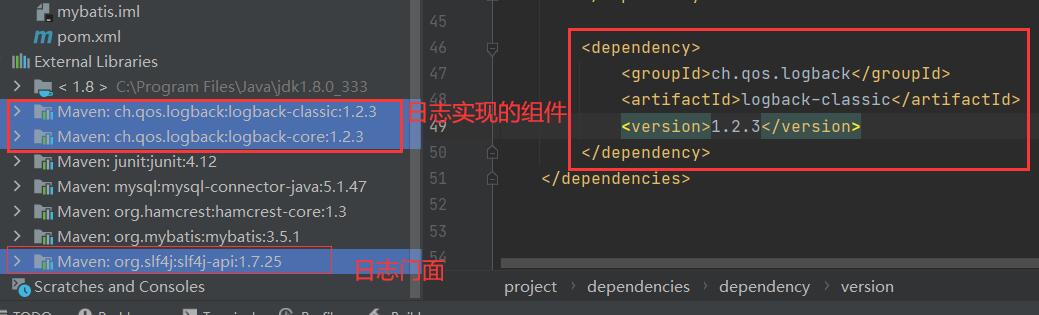 mybatis.iml
pom.xml
External Libraries
< 1.8 > C:\Program Files\Java\jdk1.8.0_333
Maven: ch.qos.logback:logback-classic:1.2.3
Maven: ch.qos.logback:logback-core:1.2.3
日志实现的组件
Maven: junit:junit:4.12
Maven: mysql:mysql-connector-java:5.1.47
Maven: org.hamcrest:hamcrest-core:1.3
Maven: org.mybatis:mybatis:3.5.1
Maven: org.slf4j:slf4j-api:1.7.25
日志门面
Scratches and Consoles
45
46 <dependency>
47 <groupId>ch.qos.logback</groupId>
48 <artifactId>logback-classic</artifactId>
49 <version>1.2.3</version>
50 </dependency>
51 </dependencies>
52
53
project › dependencies › dependency › version